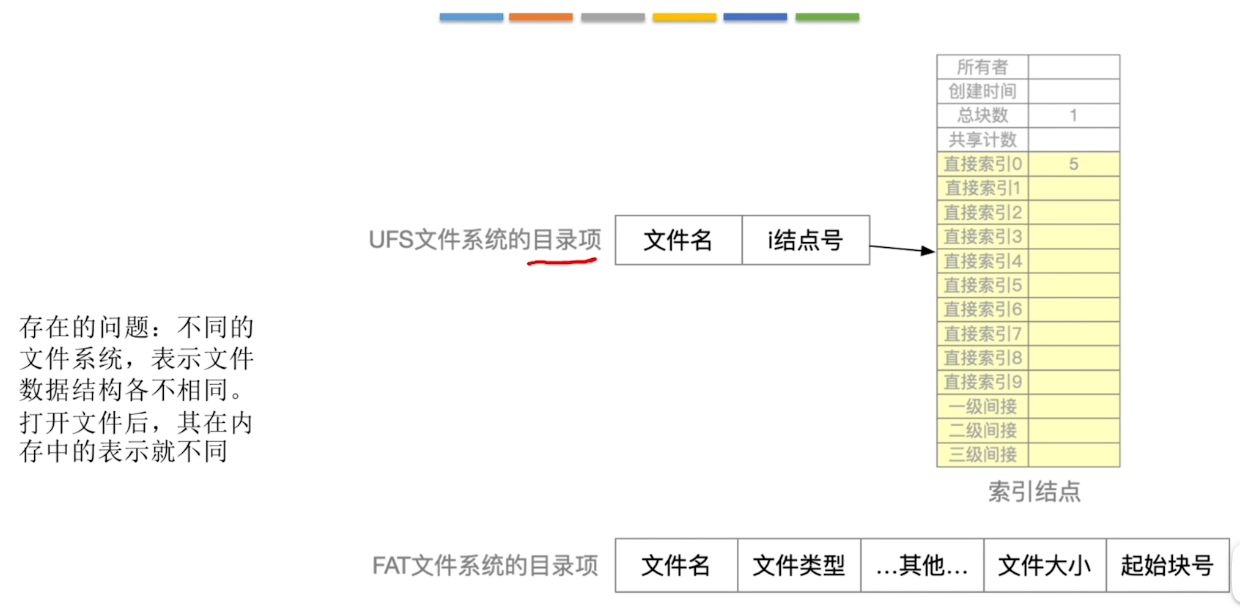 所有者
创建时间
总块数 1
共享计数
直接索引0 5
直接索引1
直接索引2
直接索引3
直接索引4
直接索引5
直接索引6
直接索引7
直接索引8
直接索引9
一级间接
二级间接
三级间接
索引结点
UFS文件系统的目录项 文件名 i结点号
存在的问题：不同的
文件系统，表示文件
数据结构各不相同。
打开文件后，其在内
存中的表示就不同
FAT文件系统的目录项 文件名 文件类型 …其他… 文件大小 起始块号